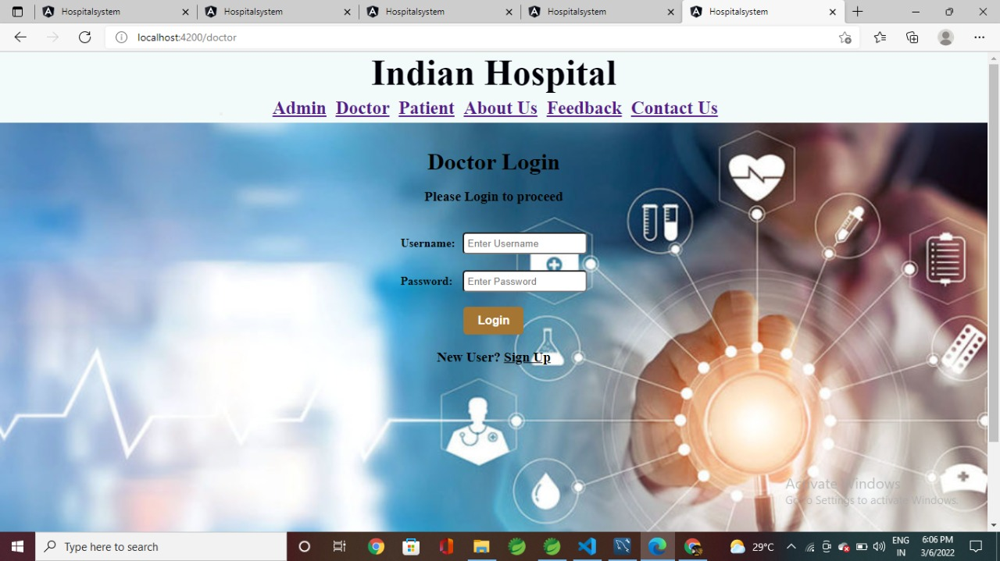 Hospitalsystem Hospitalsystem Hospitalsystem Hospitalsystem Hospitalsystem
localhost:4200/doctor
Indian Hospital
Admin Doctor Patient About Us Feedback Contact Us
Doctor Login
Please Login to proceed
Username: Enter Username
Password: Enter Password
Login
New User? Sign Up
Activate Windows
Go to Settings to activate Windows.
Type here to search
29°C
ENG
IN
6:06 PM
3/6/2022